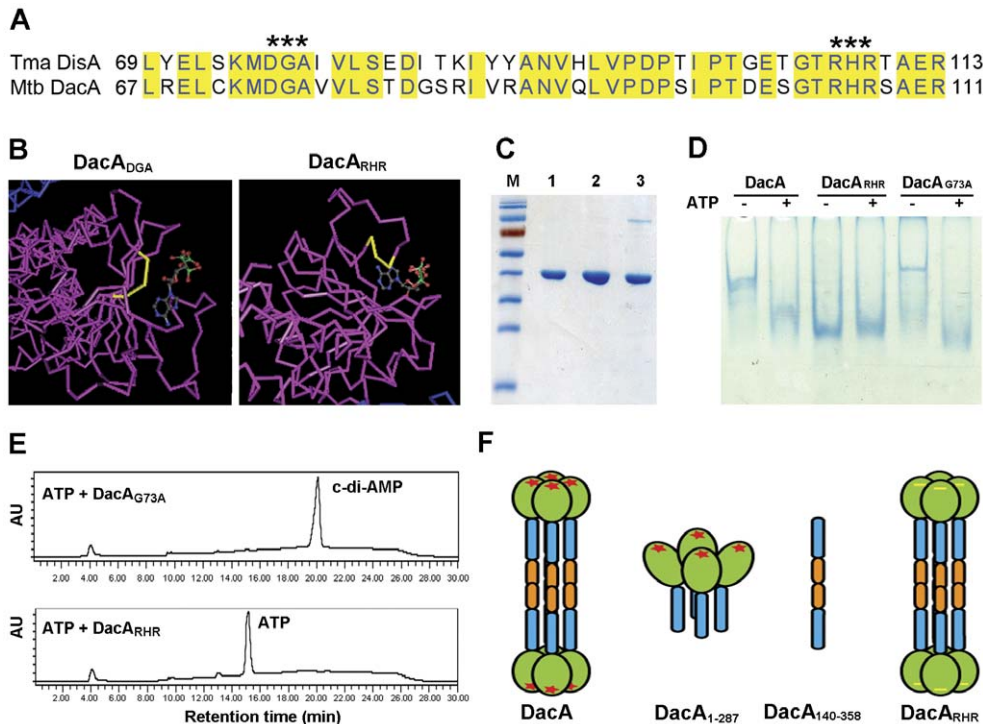 A
*** ***
Tma DisA 69 LYELSKMDGAIVLSEDITKIYYANVHLVPDPTIPTGETGTRHRTAER 113
Mtb DacA 67 LRELCKMDGAVVLSTDGSRIVRANVQLVPDPSIPTDESGTRHRSAER 111
B
DacADGA DacARHR
C
M 1 2 3
D
DacA DacARHR DacAG73A
ATP - + - + - +
E
AU
ATP + DacAG73A
c-di-AMP
2.00 4.00 6.00 8.00 10.00 12.00 14.00 16.00 18.00 20.00 22.00 24.00 26.00 28.00 30.00
AU
ATP + DacARHR
ATP
2.00 4.00 6.00 8.00 10.00 12.00 14.00 16.00 18.00 20.00 22.00 24.00 26.00 28.00 30.00
Retention time (min)
F
DacA DacA1-287 DacA140-358 DacARHR